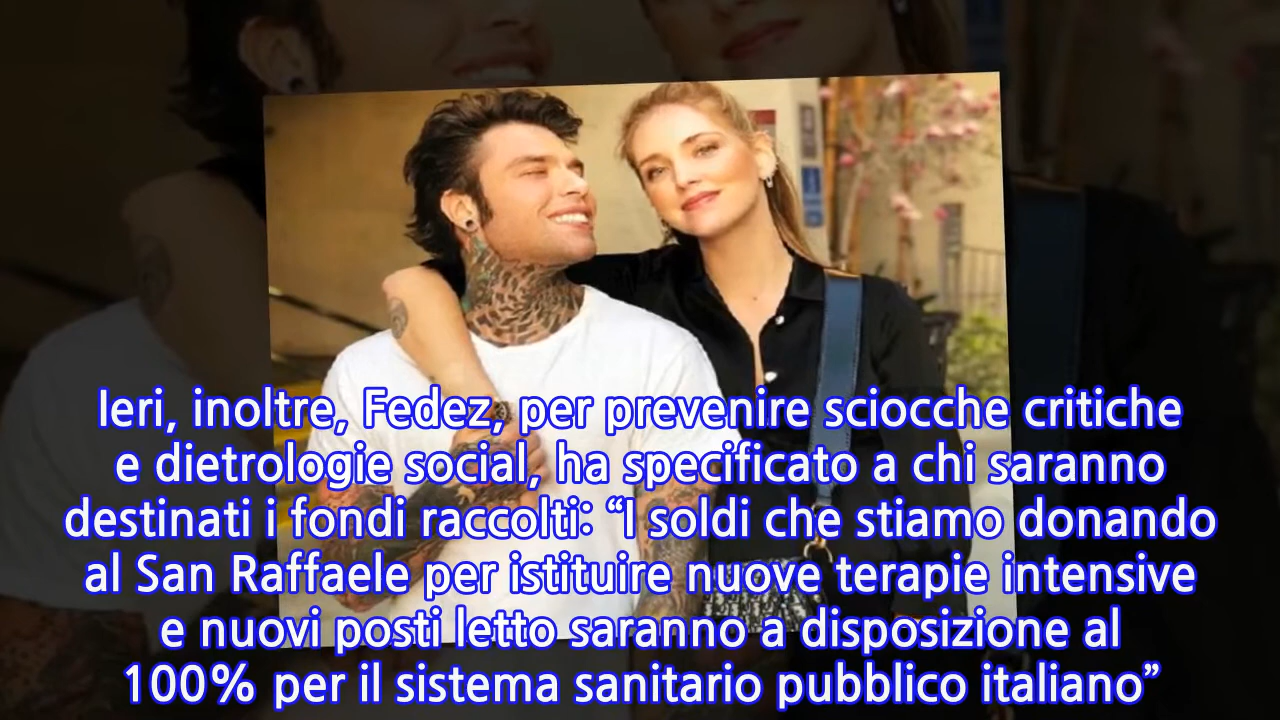 Ieri, inoltre, Fedez, per prevenire sciocche critiche
e dietrologie social, ha specificato a chi saranno
destinati i fondi raccolti: “I soldi che stiamo donando
al San Raffaele per istituire nuove terapie intensive
e nuovi posti letto saranno a disposizione al
100% per il sistema sanitario pubblico italiano”